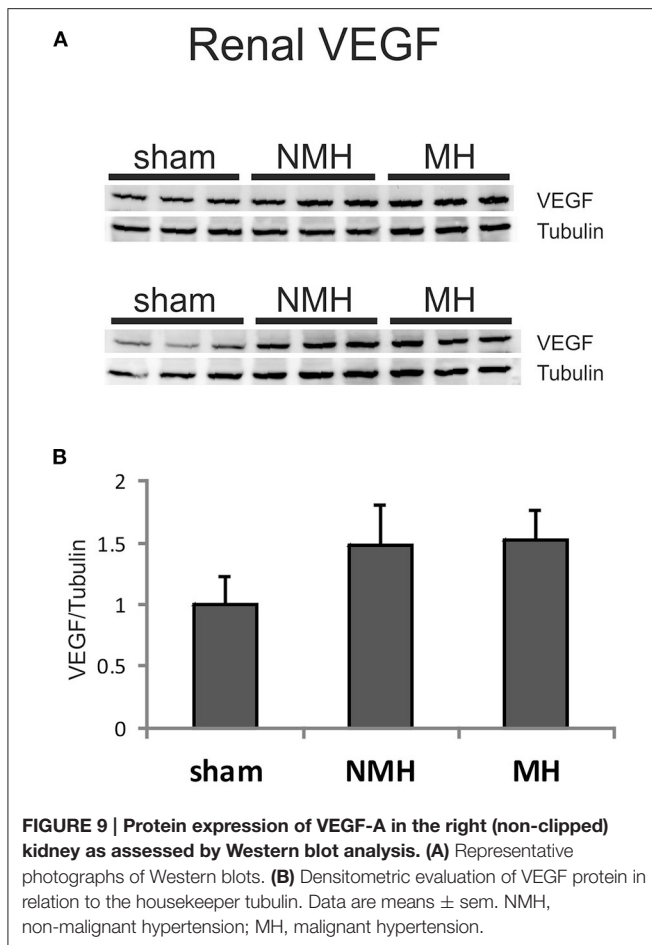 A
Renal VEGF
sham NMH MH
VEGF
Tubulin
sham NMH MH
VEGF
Tubulin
B
VEGF/Tubulin
2
1.5
1
0.5
0
sham NMH MH
FIGURE 9 | Protein expression of VEGF-A in the right (non-clipped)
kidney as assessed by Western blot analysis. (A) Representative
photographs of Western blots. (B) Densitometric evaluation of VEGF protein in
relation to the housekeeper tubulin. Data are means ± sem. NMH,
non-malignant hypertension; MH, malignant hypertension.